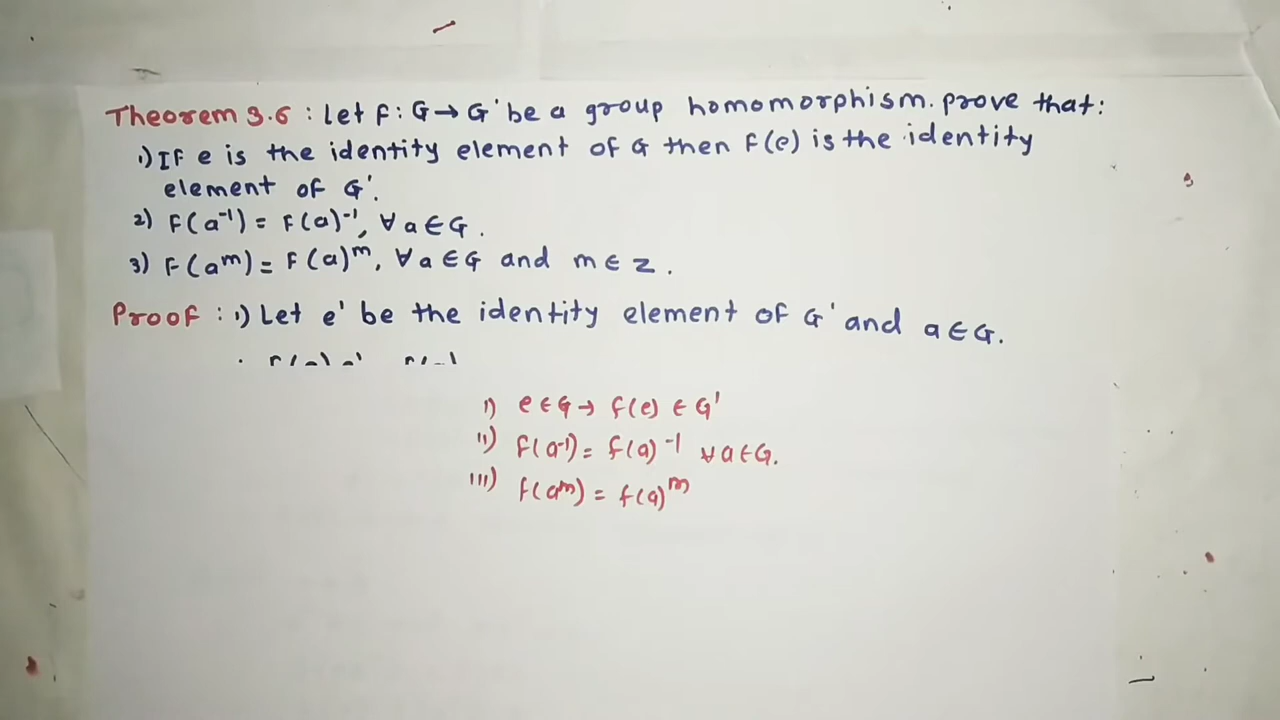 Theorem 3.6 : Let f : G → G' be a group homomorphism. prove that :
1) If e is the identity element of G then f(e) is the identity
element of G'.
2) f(a⁻¹) = f(a)⁻¹, ∀ a ∈ G .
3) f(aᵐ) = f(a)ᵐ, ∀ a ∈ G and m ∈ z .
Proof : 1) Let e' be the identity element of G' and a ∈ G.
i) e ∈ G → f(e) ∈ G'
ii) f(a⁻¹) = f(a)⁻¹ ∀ a ∈ G.
iii) f(aᵐ) = f(a)ᵐ